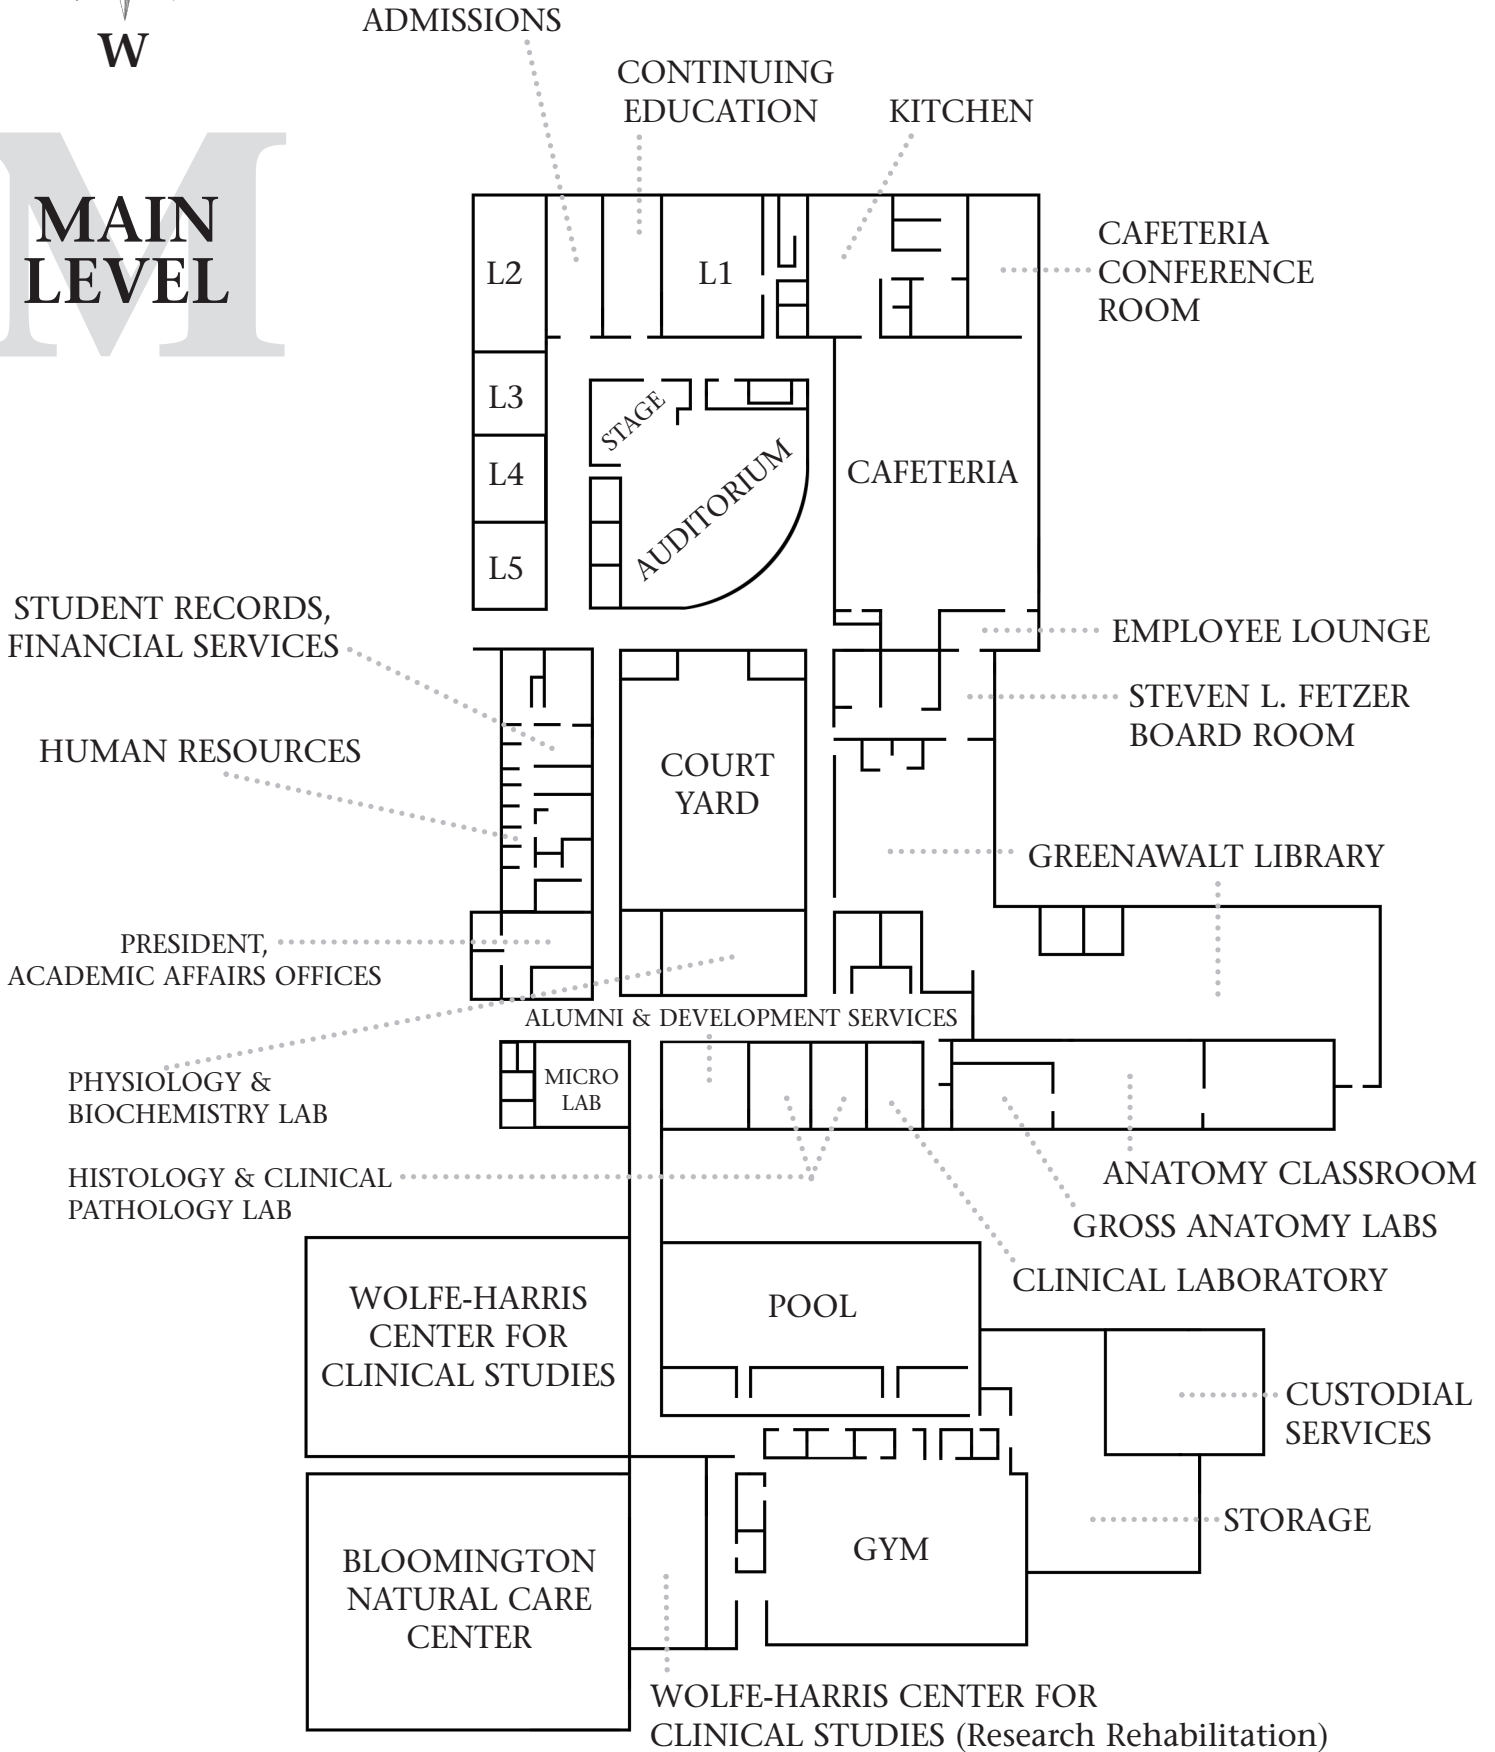 W
ADMISSIONS
CONTINUING
EDUCATION
KITCHEN
M
MAIN
LEVEL
CAFETERIA
CONFERENCE
ROOM
L2
L1
L3
STAGE
L4
AUDITORIUM
CAFETERIA
L5
STUDENT RECORDS,
FINANCIAL SERVICES
EMPLOYEE LOUNGE
STEVEN L. FETZER
BOARD ROOM
HUMAN RESOURCES
COURT
YARD
GREENAWALT LIBRARY
PRESIDENT,
ACADEMIC AFFAIRS OFFICES
ALUMNI & DEVELOPMENT SERVICES
PHYSIOLOGY &
BIOCHEMISTRY LAB
MICRO
LAB
HISTOLOGY & CLINICAL
PATHOLOGY LAB
ANATOMY CLASSROOM
GROSS ANATOMY LABS
CLINICAL LABORATORY
WOLFE-HARRIS
CENTER FOR
CLINICAL STUDIES
POOL
CUSTODIAL
SERVICES
STORAGE
GYM
BLOOMINGTON
NATURAL CARE
CENTER
WOLFE-HARRIS CENTER FOR
CLINICAL STUDIES (Research Rehabilitation)